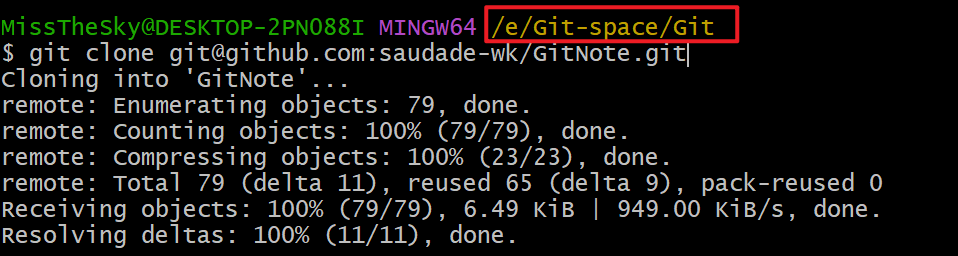 MissTheSky@DESKTOP-2PNO88I MINGW64 /e/Git-space/Git
$ git clone git@github.com:saudade-wk/GitNote.git
Cloning into 'GitNote'...
remote: Enumerating objects: 79, done.
remote: Counting objects: 100% (79/79), done.
remote: Compressing objects: 100% (23/23), done.
remote: Total 79 (delta 11), reused 65 (delta 9), pack-reused 0
Receiving objects: 100% (79/79), 6.49 KiB | 949.00 KiB/s, done.
Resolving deltas: 100% (11/11), done.